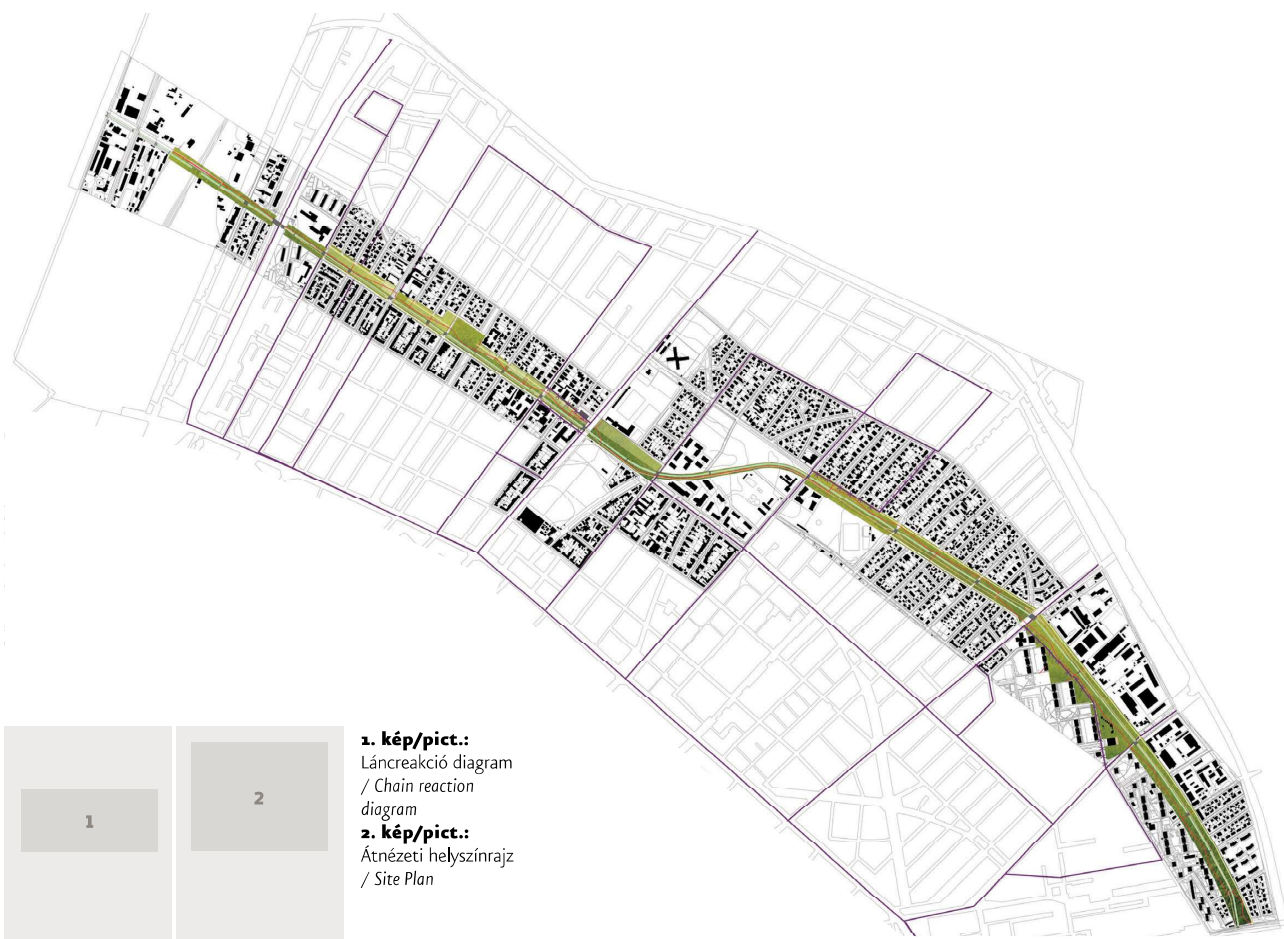 1
2
1. kép/pict.:
Láncreakció diagram
/ Chain reaction
diagram
2. kép/pict.:
Átnézeti helyszínrajz
/ Site Plan